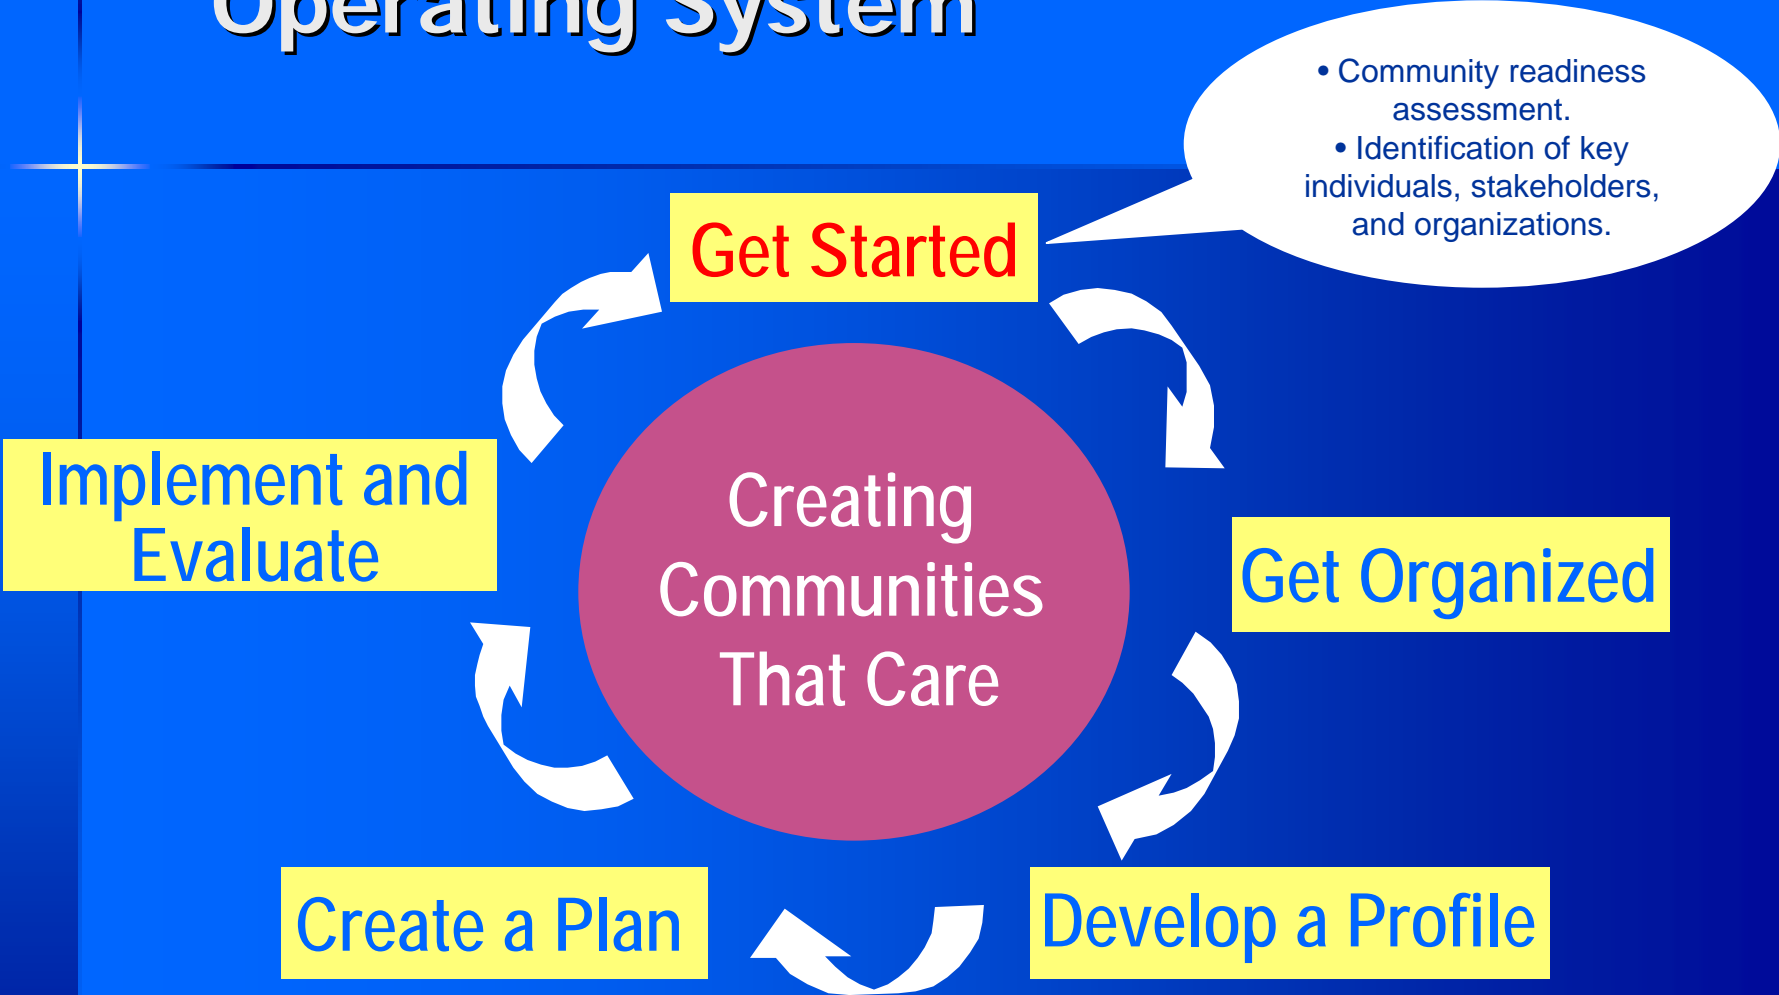 Operating System
• Community readiness
assessment.
• Identification of key
individuals, stakeholders,
and organizations.
Get Started
Implement and
Evaluate
Creating
Communities
That Care
Get Organized
Create a Plan
Develop a Profile